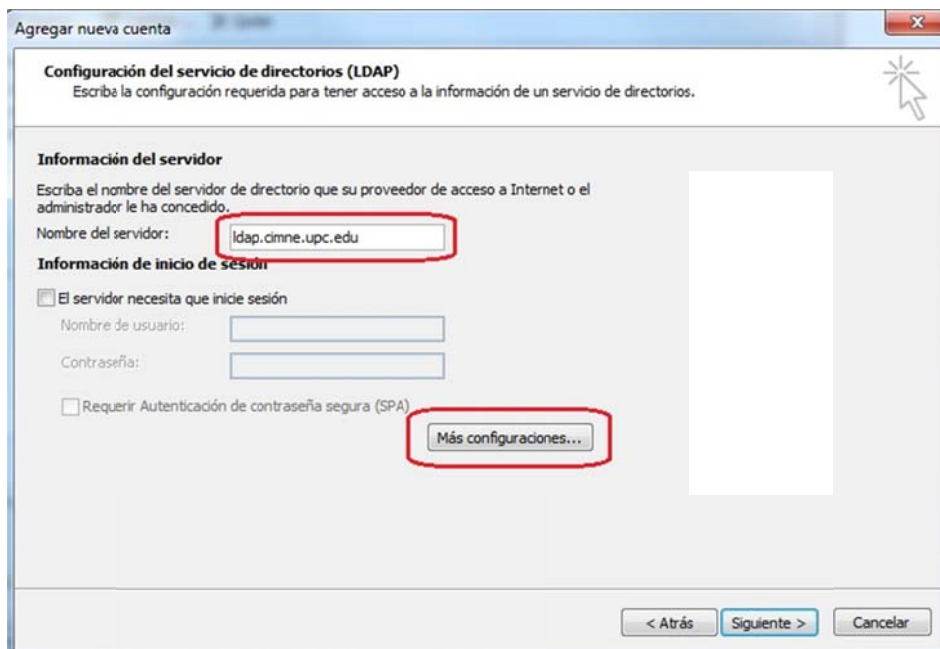 Agregar nueva cuenta
Configuración del servicio de directorios (LDAP)
Escriba la configuración requerida para tener acceso a la información de un servicio de directorios.
Información del servidor
Escriba el nombre del servidor de directorio que su proveedor de acceso a Internet o el
administrador le ha concedido.
Nombre del servidor:
ldap.cimne.upc.edu
Información de inicio de sesión
El servidor necesita que inicie sesión
Nombre de usuario:
Contraseña:
Requerir Autenticación de contraseña segura (SPA)
Más configuraciones...
< Atrás
Siguiente >
Cancelar